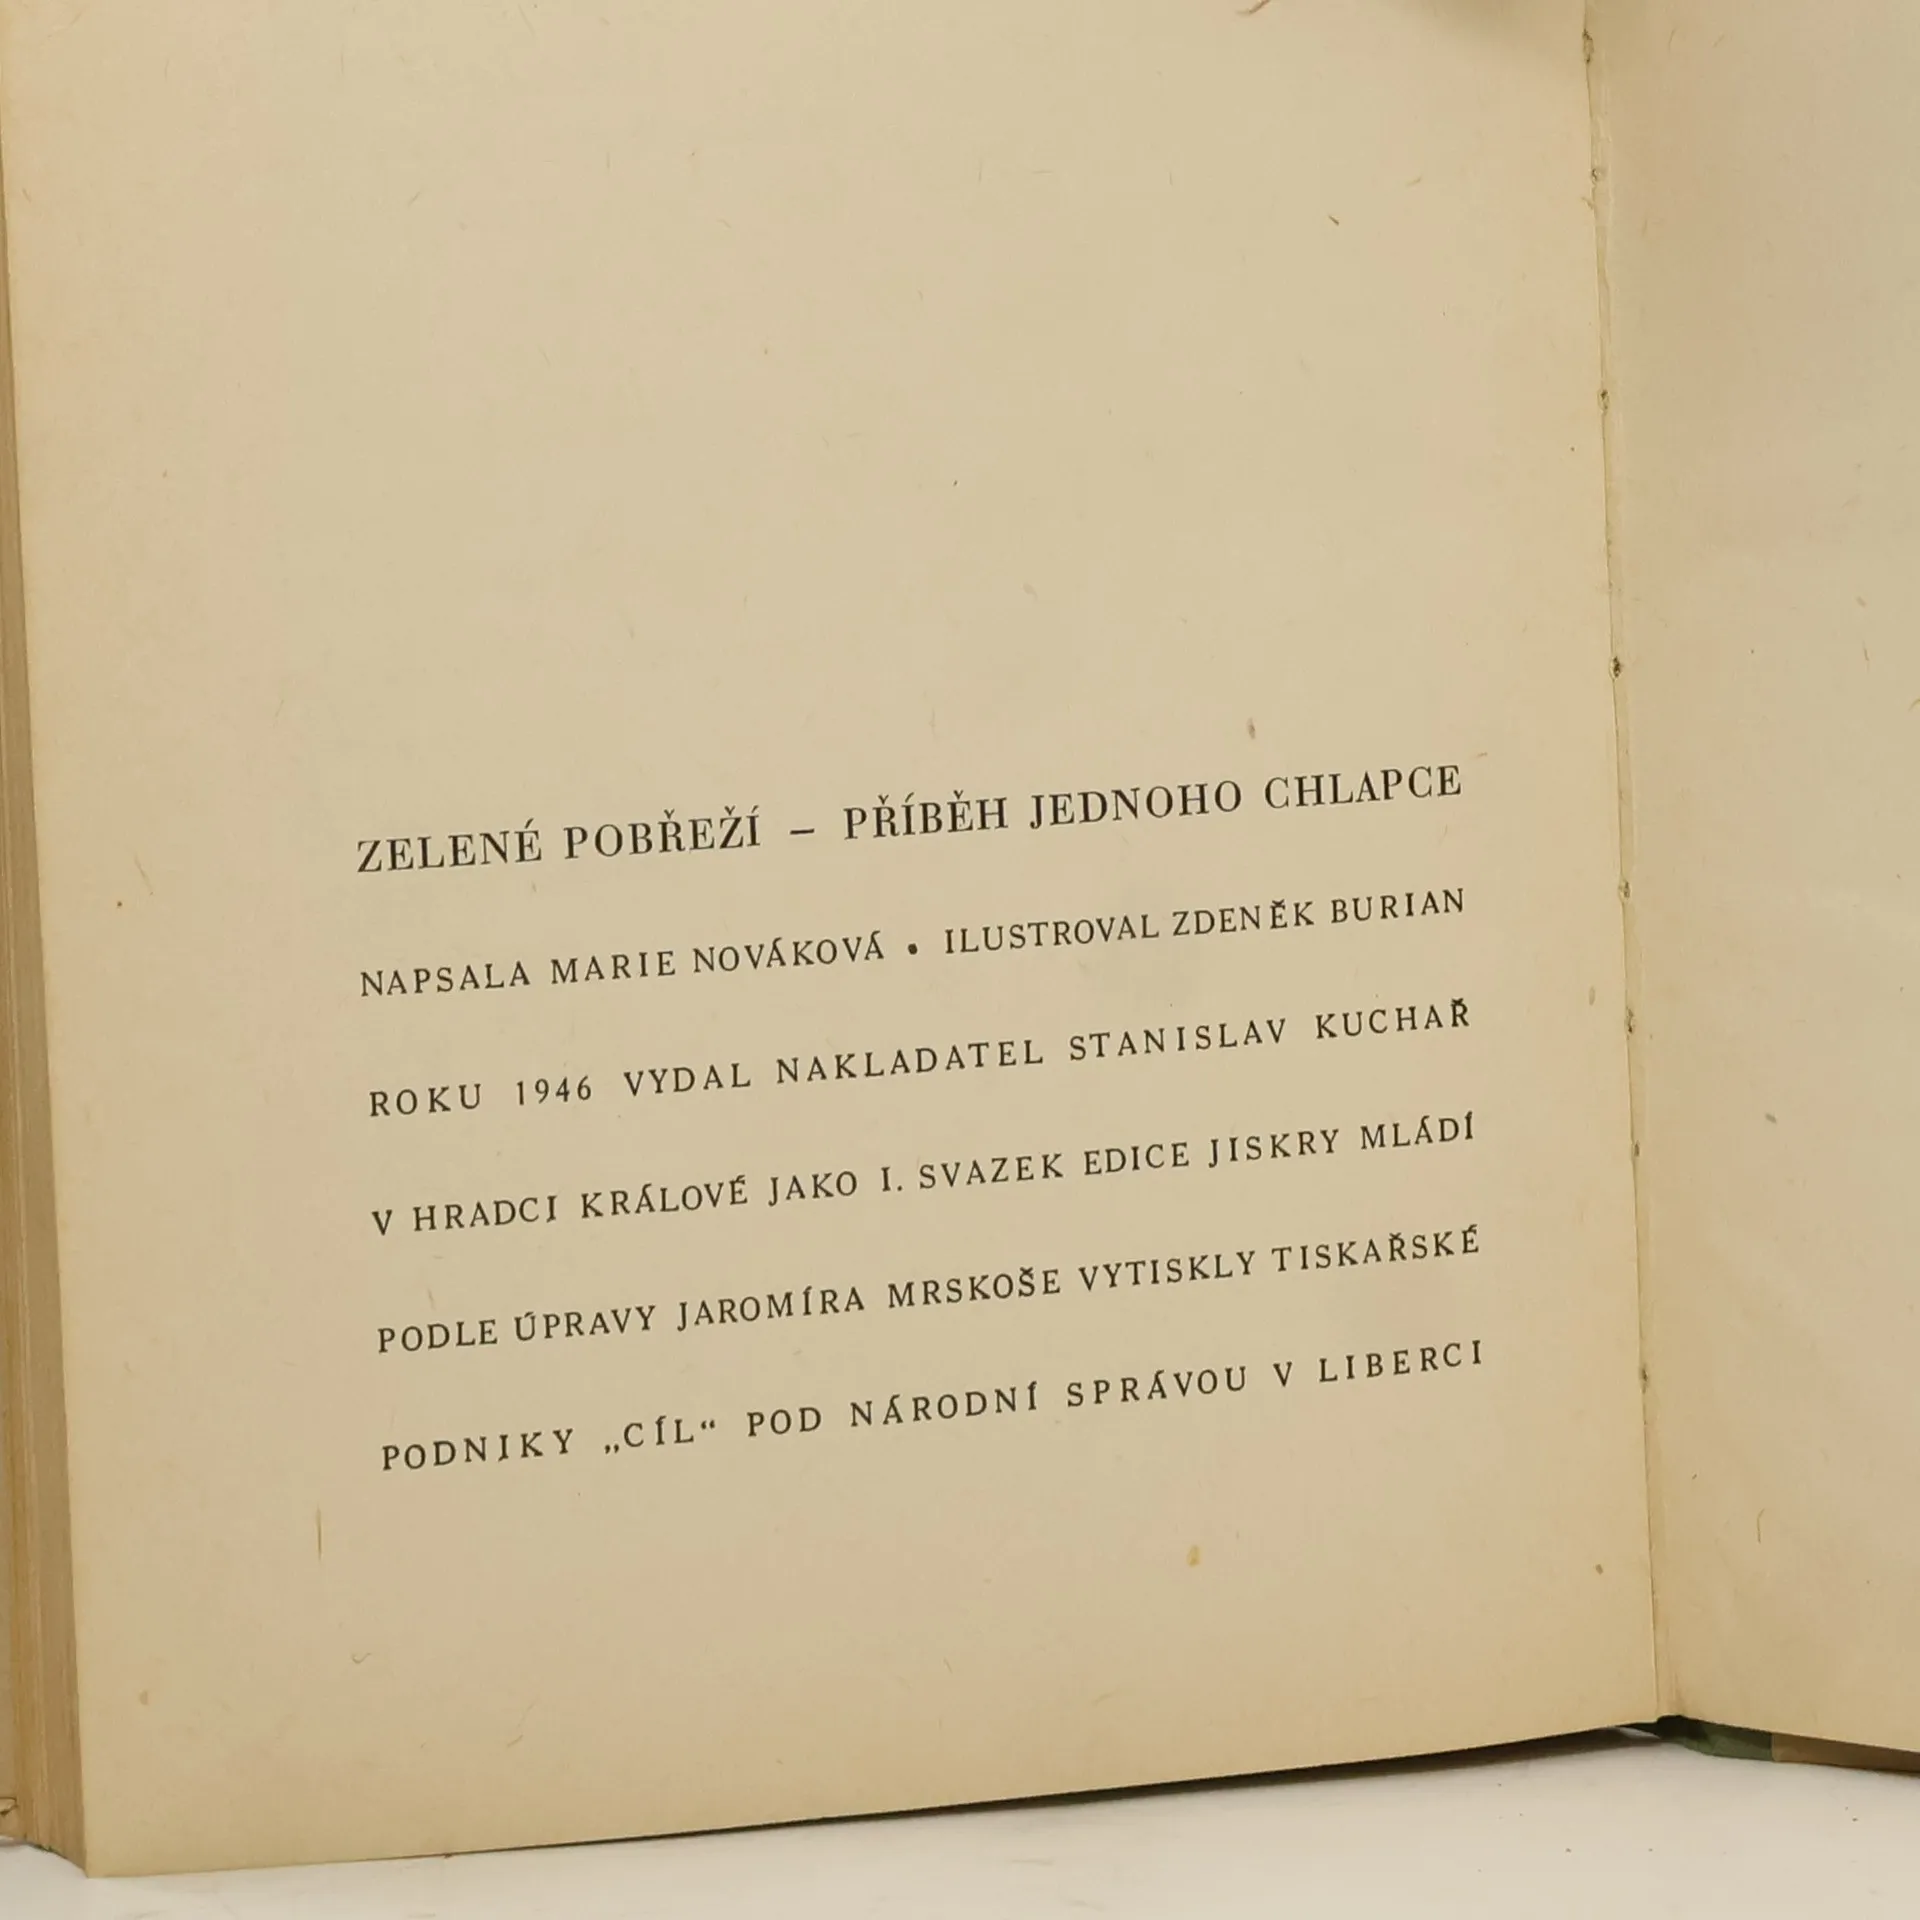 ZELENÉ POBŘEŽÍ – PŘÍBĚH JEDNOHO CHLAPCE
NAPSALA MARIE NOVÁKOVÁ • ILUSTROVAL ZDENĚK BURIAN
ROKU 1946 VYDAL NAKLADATEL STANISLAV KUCHAŘ
V HRADCI KRÁLOVÉ JAKO I. SVAZEK EDICE JISKRY MLÁDÍ
PODLE ÚPRAVY JAROMÍRA MRSKOŠE VYTISKLY TISKAŘSKÉ
PODNIKY „CÍL“ POD NÁRODNÍ SPRÁVOU V LIBERCI